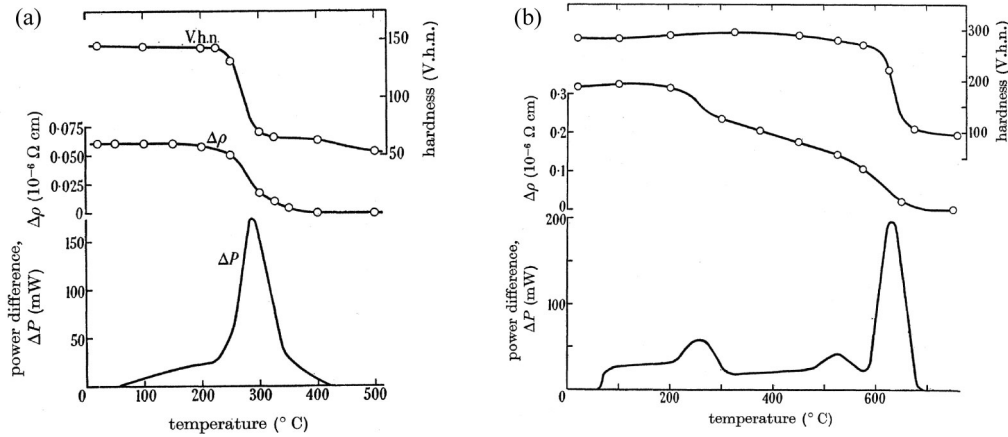 (a)
V.h.n.
150
100
50
hardness (V.h.n.)
0·075
0·050
0·025
0
Δρ (10⁻⁶ Ω cm)
Δρ
150
100
50
power difference,
ΔP (mW)
ΔP
0 100 200 300 400 500
temperature (° C)
(b)
300
200
100
hardness (V.h.n.)
0·3
0·2
0·1
0
Δρ (10⁻⁶ Ω cm)
200
150
100
50
power difference,
ΔP (mW)
0 200 400 600
temperature (° C)